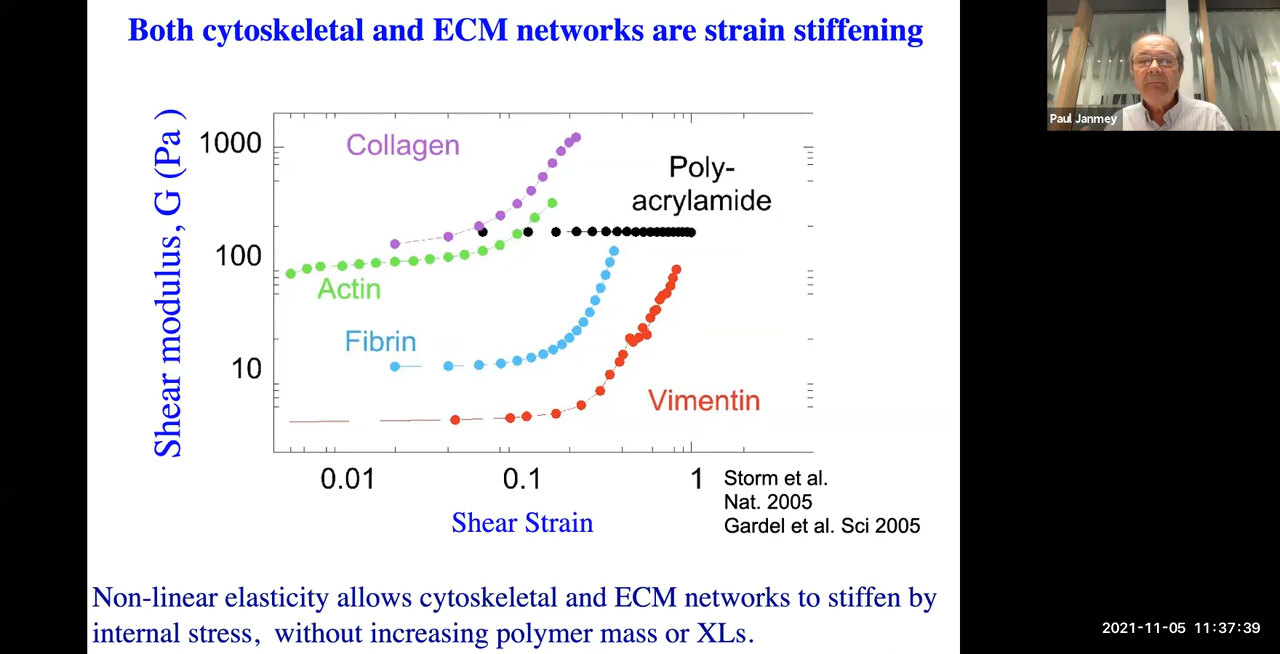 Both cytoskeletal and ECM networks are strain stiffening
Paul Janmey
Shear modulus, G (Pa )
1000
100
10
Collagen
Poly-
acrylamide
Actin
Fibrin
Vimentin
0.01
0.1
1
Shear Strain
Storm et al.
Nat. 2005
Gardel et al. Sci 2005
Non-linear elasticity allows cytoskeletal and ECM networks to stiffen by
internal stress, without increasing polymer mass or XLs.
2021-11-05 11:37:39